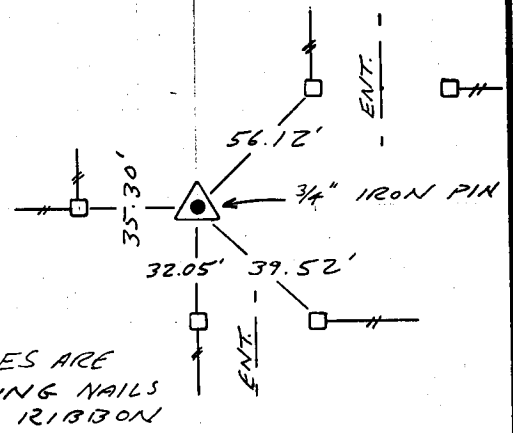 ENT.
56.12'
3/4" IRON PIN
35.30'
32.05'
39.52'
ENT.
ES ARE
NG NAILS
RIBBON